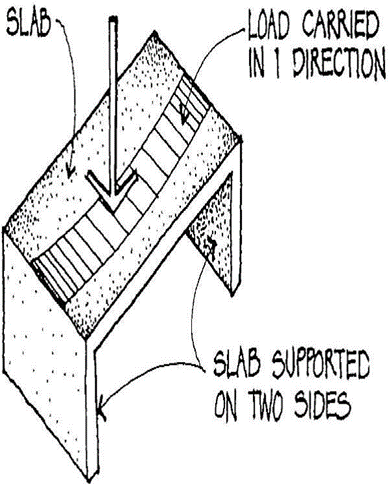 SLAB
LOAD CARRIED
IN 1 DIRECTION
SLAB SUPPORTED
ON TWO SIDES